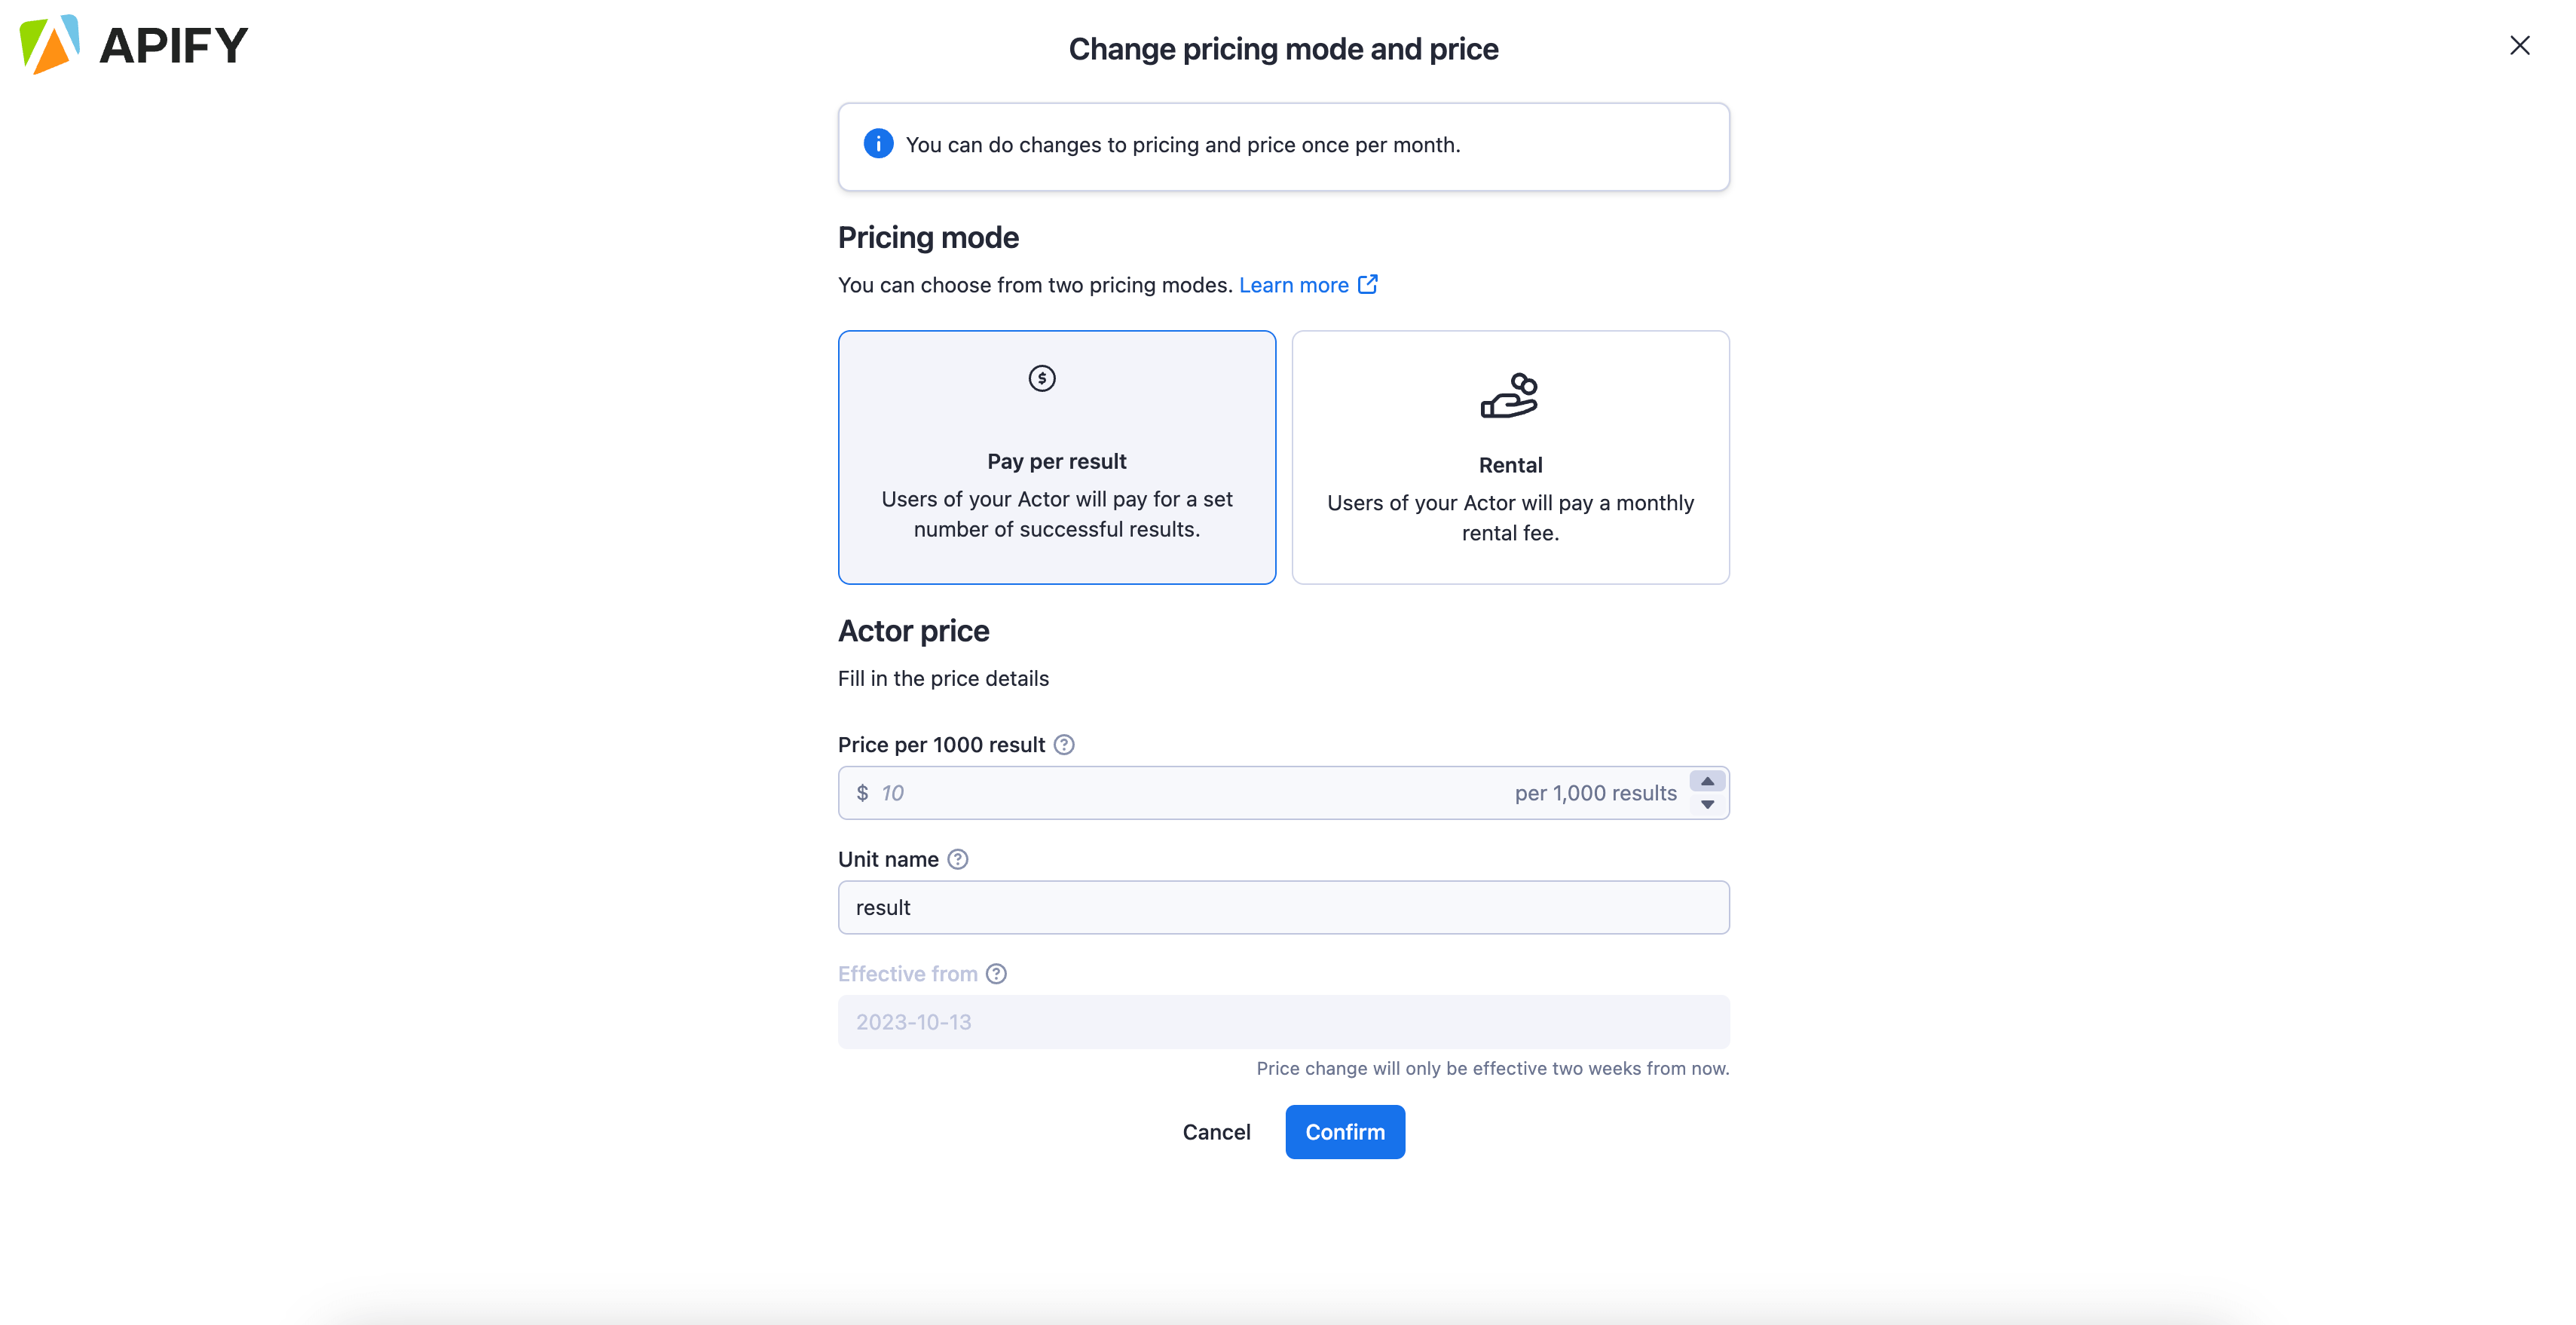 APIFY
Change pricing mode and price
You can do changes to pricing and price once per month.
Pricing mode
You can choose from two pricing modes. Learn more
$
Pay per result
Users of your Actor will pay for a set
number of successful results.
Rental
Users of your Actor will pay a monthly
rental fee.
Actor price
Fill in the price details
Price per 1000 result ?
$ 10 per 1,000 results
Unit name ?
result
Effective from ?
2023-10-13
Price change will only be effective two weeks from now.
Cancel Confirm